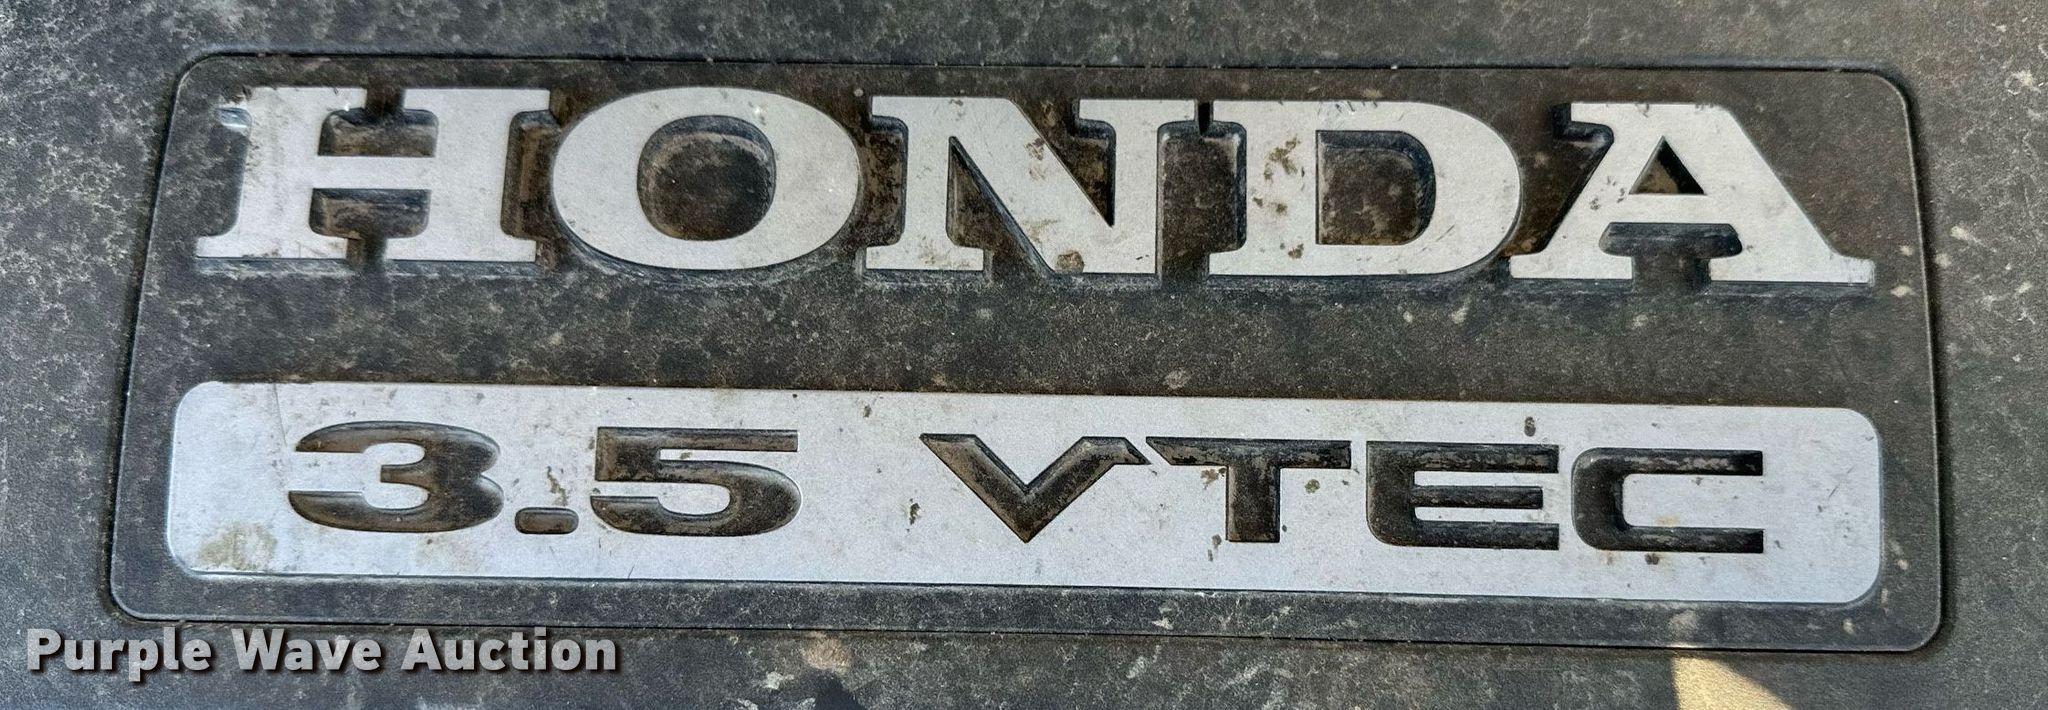 HONDA
3.5 VTEC
Purple Wave Auction